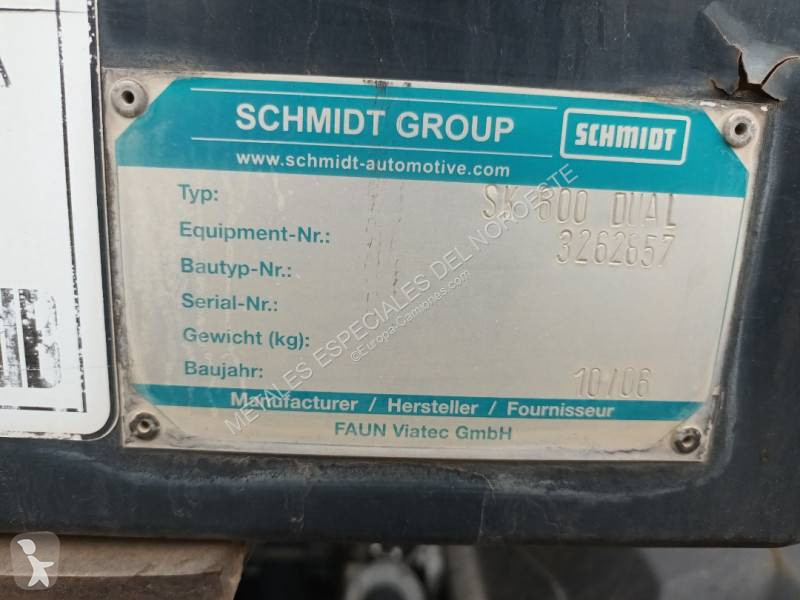 SCHMIDT GROUP
SCHMIDT
www.schmidt-automotive.com
Typ: SK 600 DUAL
Equipment-Nr.: 3262857
Bautyp-Nr.:
Serial-Nr.:
Gewicht (kg):
Baujahr: 10/06
Manufacturer / Hersteller / Fournisseur
FAUN Viatec GmbH
METALES ESPECIALES DEL NOROESTE
©Europa-Camiones.com